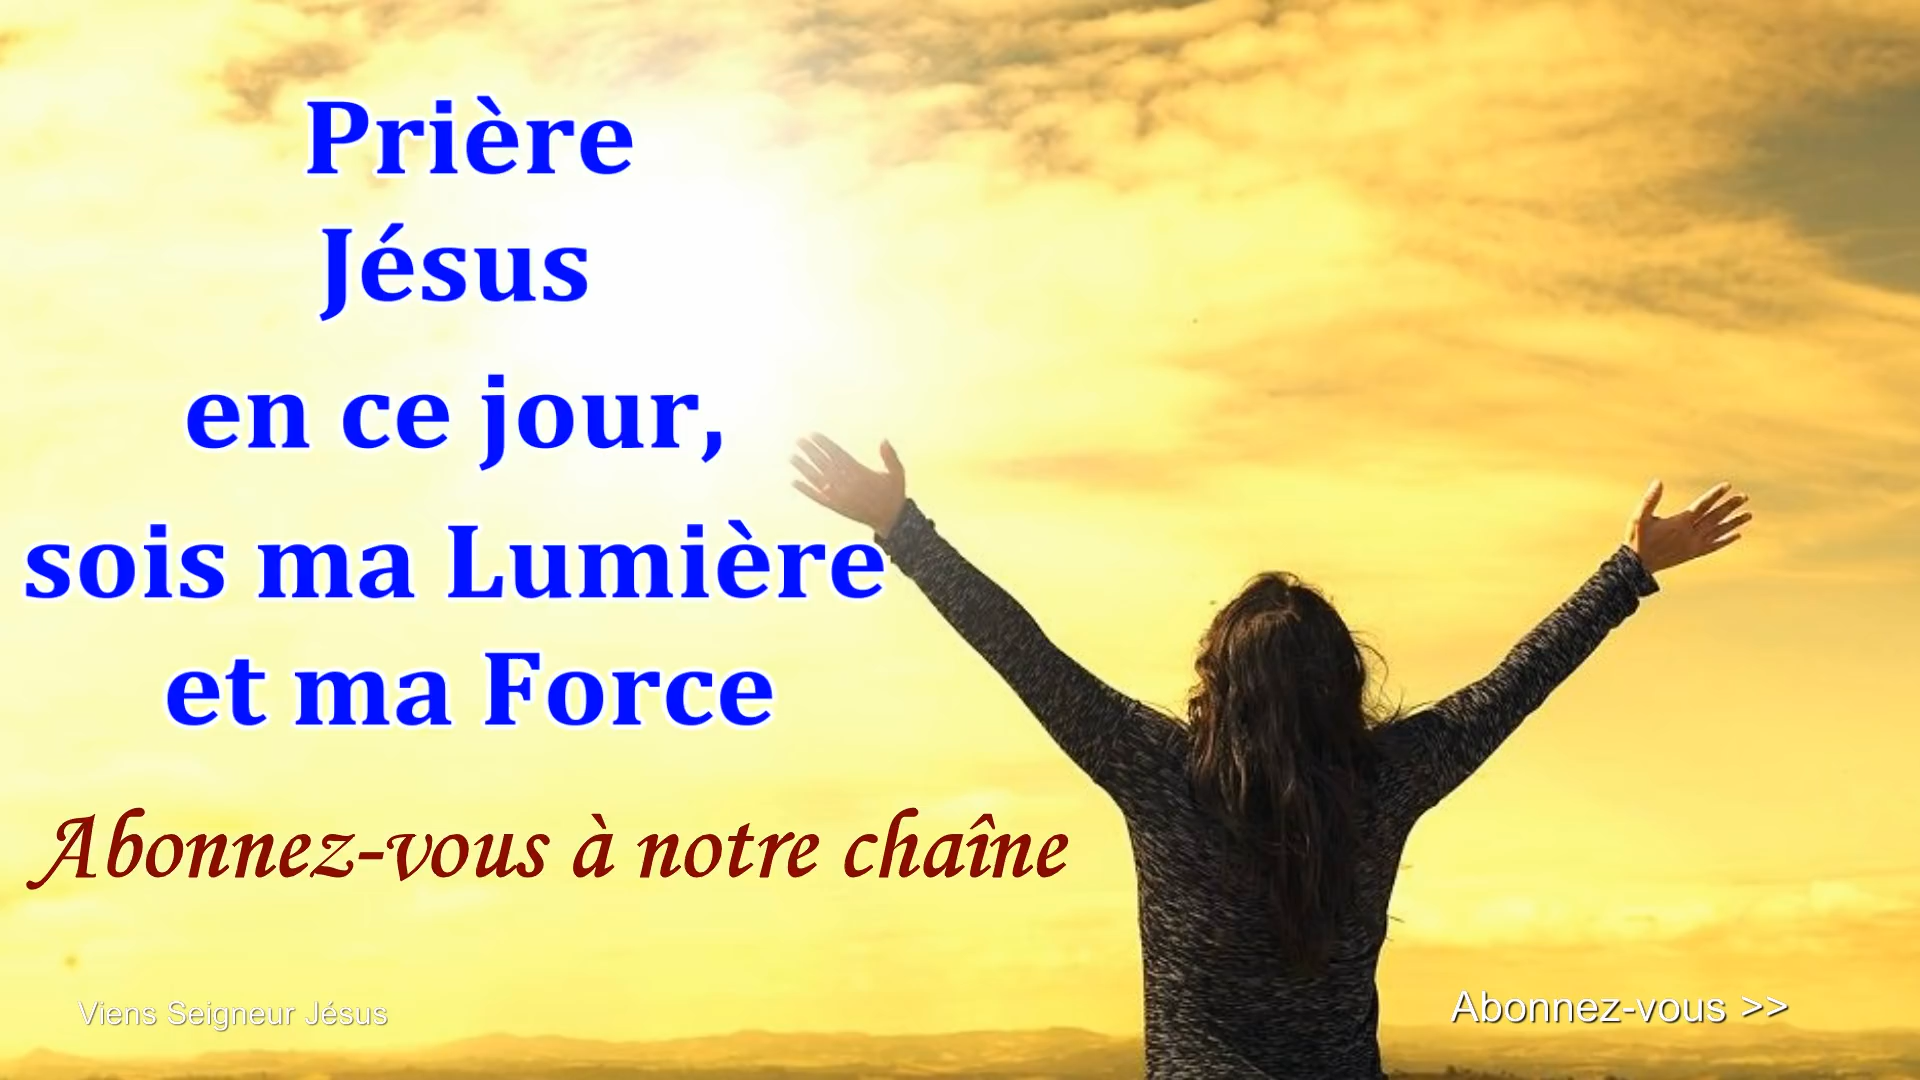 Prière
Jésus
en ce jour,
sois ma Lumière
et ma Force
Abonnez-vous à notre chaîne
Viens Seigneur Jésus
Abonnez-vous >>